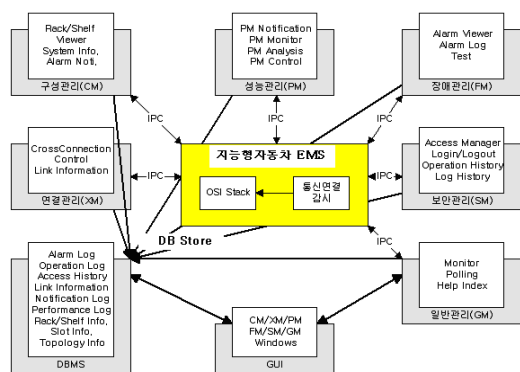 Rack/Shelf
Viewer
System Info,
Alarm Noti,
구성관리(CM)
PM Notification
PM Monitor
PM Analysis
PM Control
성능관리(PM)
Alarm Viewer
Alarm Log
Test
장애관리(FM)
IPC
IPC
IPC
CrossConnection
Control
Link Information
연결관리(XM)
IPC
지능형자동차 EMS
OSI Stack
통신연결
감시
IPC
Access Manager
Login/Logout
Operation History
Log History
보안관리(SM)
DB Store
IPC
Alarm Log
Operation Log
Access History
Link Information
Notification Log
Performance Log
Rack/Shelf Info,
Slot Info,
Topology Info
DBMS
CM/XM/PM
FM/SM/GM
Windows
GUI
Monitor
Polling
Help Index
일반관리(GM)